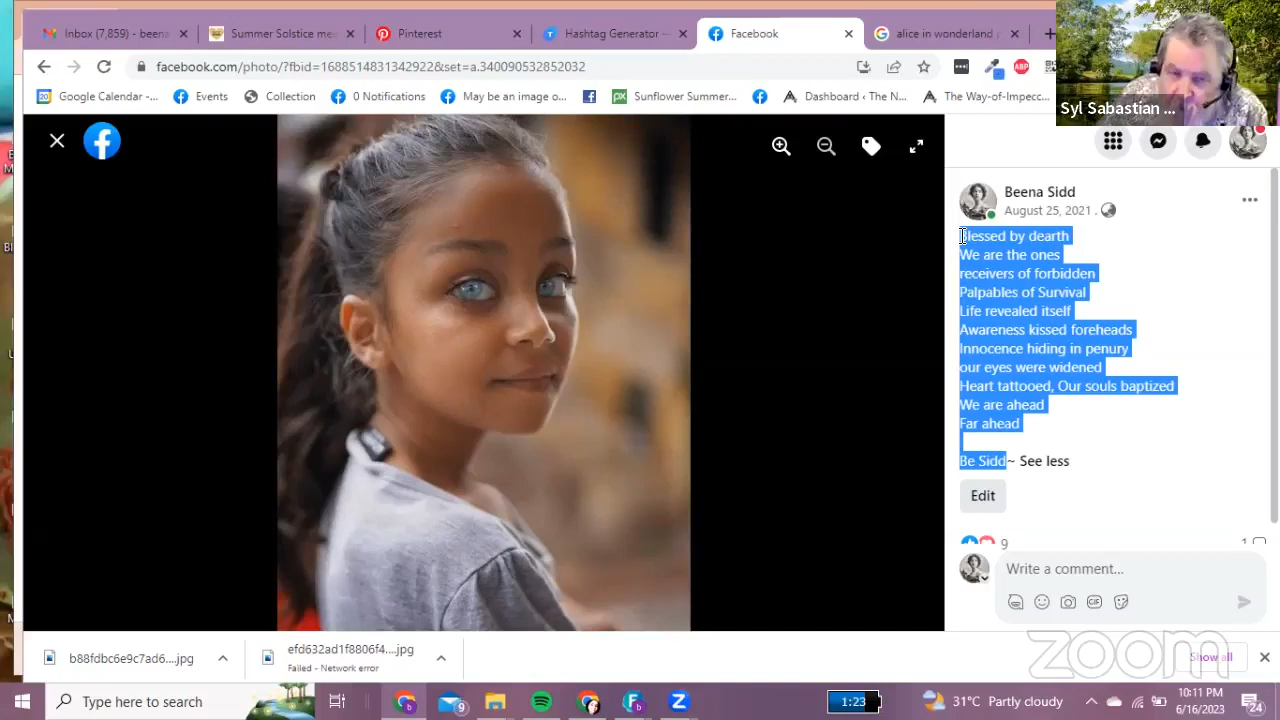 Inbox (7,859) - beena
Summer Solstice me
Pinterest
Hashtag Generator —
Facebook
alice in wonderland p
facebook.com/photo/?fbid=1688514831342922&set=a.340090532852032
ABP
Google Calendar -...
Events
Collection
0 Notifications
May be an image o...
Sunflower Summer...
Dashboard ‹ The N...
The Way-of-Impecc...
Syl Sabastian ...
Beena Sidd
August 25, 2021 .
Blessed by dearth
We are the ones
receivers of forbidden
Palpables of Survival
Life revealed itself
Awareness kissed foreheads
Innocence hiding in penury
our eyes were widened
Heart tattooed, Our souls baptized
We are ahead
Far ahead
Be Sidd~ See less
Edit
9
1
Write a comment...
GIF
zoom
b88fdbc6e9c7ad6....jpg
efd632ad1f8806f4....jpg
Failed - Network error
Show all
Type here to search
9
1:23
31°C Partly cloudy
10:11 PM
6/16/2023
24